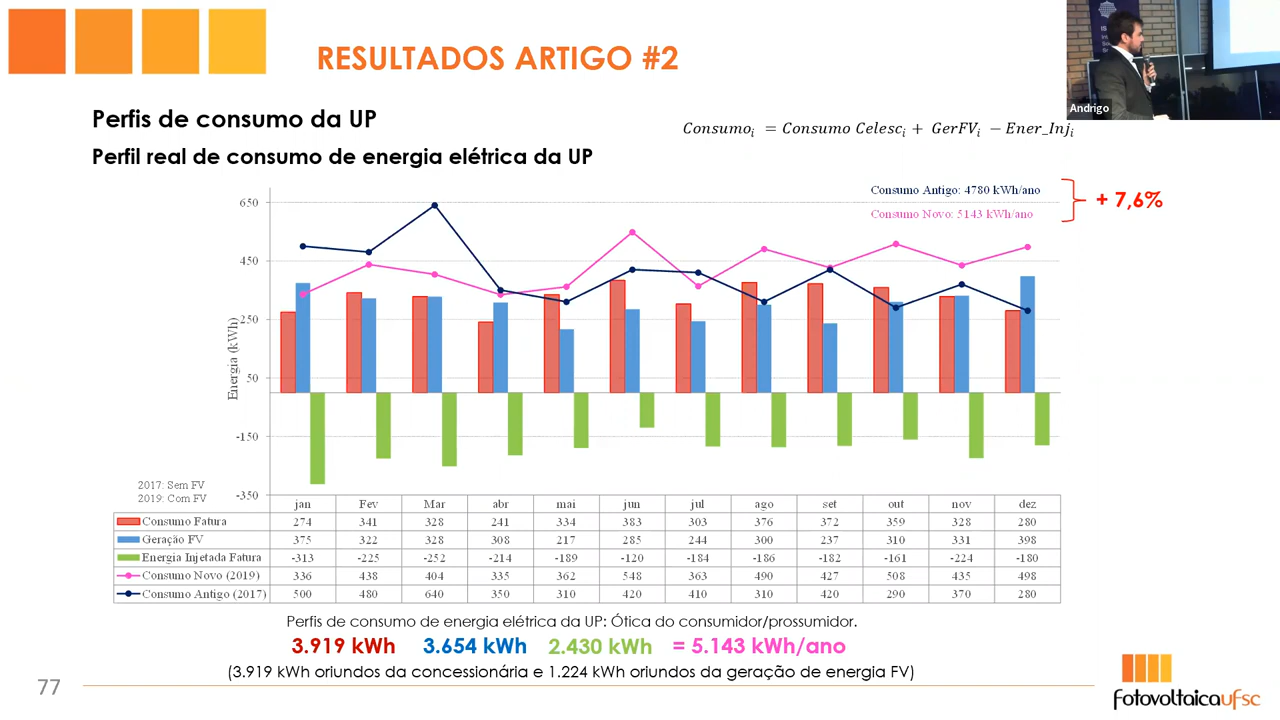 RESULTADOS ARTIGO #2
Andrigo
Perfis de consumo da UP
Consumo_i = Consumo Celesc_i + GerFV_i − Ener_Inj_i
Perfil real de consumo de energia elétrica da UP
Consumo Antigo: 4780 kWh/ano
Consumo Novo: 5143 kWh/ano
+ 7,6%
Energia (kWh)
650
450
250
50
-150
-350
2017: Sem FV
2019: Com FV
jan Fev Mar abr mai jun jul ago set out nov dez
Consumo Fatura 274 341 328 241 334 383 303 376 372 359 328 280
Geração FV 375 322 328 308 217 285 244 300 237 310 331 398
Energia Injetada Fatura -313 -225 -252 -214 -189 -120 -184 -186 -182 -161 -224 -180
Consumo Novo (2019) 336 438 404 335 362 548 363 490 427 508 435 498
Consumo Antigo (2017) 500 480 640 350 310 420 410 310 420 290 370 280
Perfis de consumo de energia elétrica da UP: Ótica do consumidor/prossumidor.
3.919 kWh 3.654 kWh 2.430 kWh = 5.143 kWh/ano
(3.919 kWh oriundos da concessionária e 1.224 kWh oriundos da geração de energia FV)
77
fotovoltaicaufsc